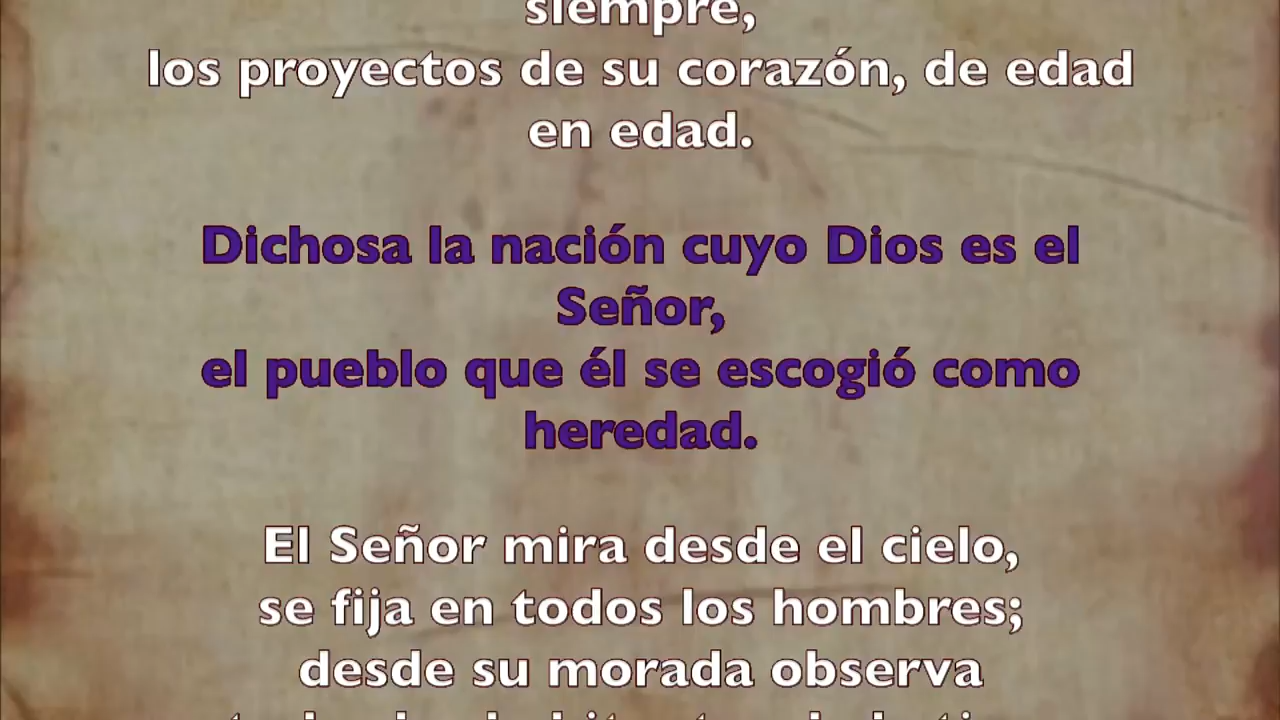 siempre,
los proyectos de su corazón, de edad
en edad.
Dichosa la nación cuyo Dios es el
Señor,
el pueblo que él se escogió como
heredad.
El Señor mira desde el cielo,
se fija en todos los hombres;
desde su morada observa